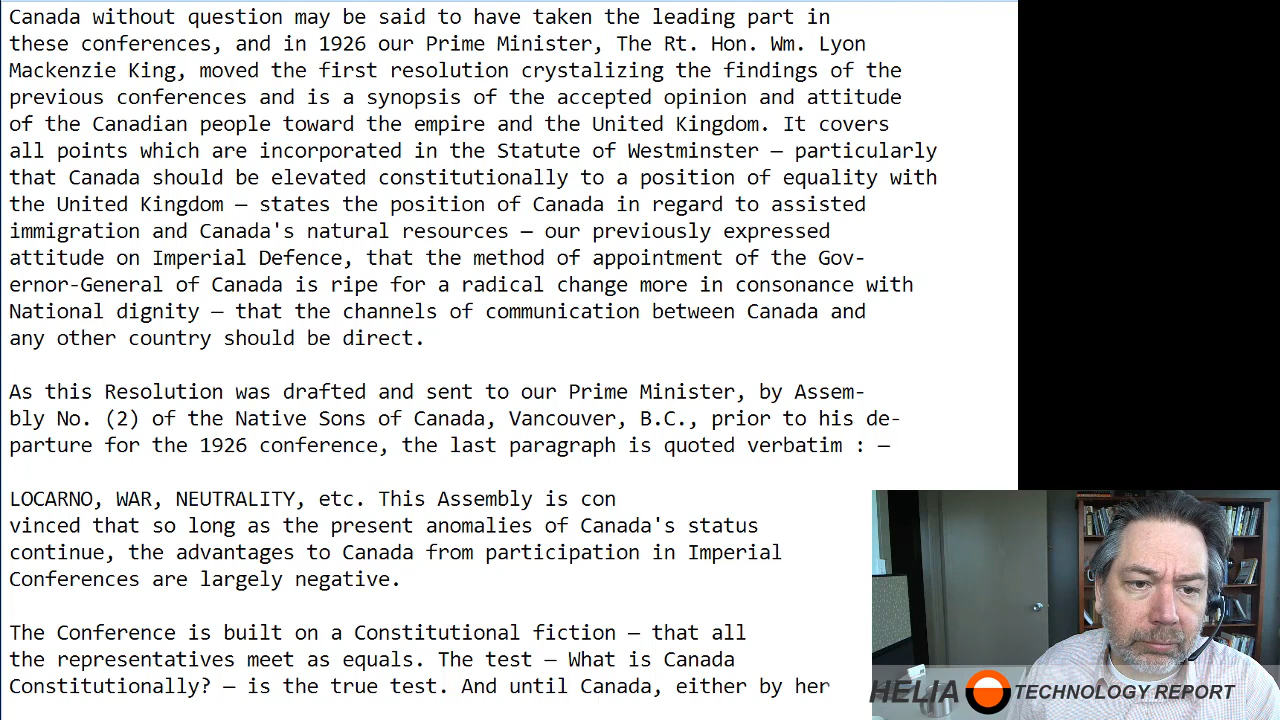 Canada without question may be said to have taken the leading part in
these conferences, and in 1926 our Prime Minister, The Rt. Hon. Wm. Lyon
Mackenzie King, moved the first resolution crystalizing the findings of the
previous conferences and is a synopsis of the accepted opinion and attitude
of the Canadian people toward the empire and the United Kingdom. It covers
all points which are incorporated in the Statute of Westminster — particularly
that Canada should be elevated constitutionally to a position of equality with
the United Kingdom — states the position of Canada in regard to assisted
immigration and Canada's natural resources — our previously expressed
attitude on Imperial Defence, that the method of appointment of the Gov-
ernor-General of Canada is ripe for a radical change more in consonance with
National dignity — that the channels of communication between Canada and
any other country should be direct.

As this Resolution was drafted and sent to our Prime Minister, by Assem-
bly No. (2) of the Native Sons of Canada, Vancouver, B.C., prior to his de-
parture for the 1926 conference, the last paragraph is quoted verbatim : —

LOCARNO, WAR, NEUTRALITY, etc. This Assembly is con
vinced that so long as the present anomalies of Canada's status
continue, the advantages to Canada from participation in Imperial
Conferences are largely negative.

The Conference is built on a Constitutional fiction — that all
the representatives meet as equals. The test — What is Canada
Constitutionally? — is the true test. And until Canada, either by her
HELIA TECHNOLOGY REPORT